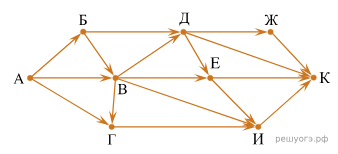 Б Д Ж
А В Е К
Г И
решуогэ.рф